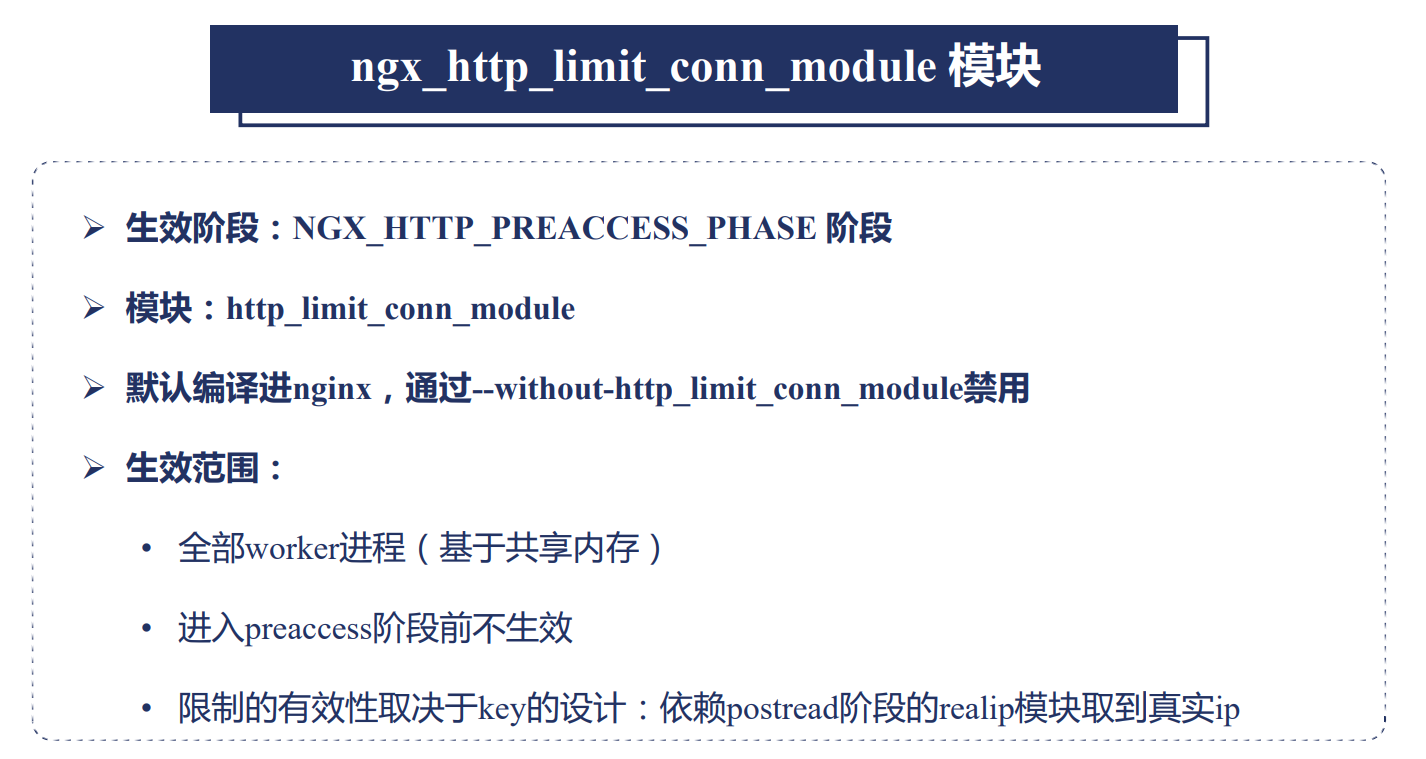 ngx_http_limit_conn_module 模块
➢ 生效阶段：NGX_HTTP_PREACCESS_PHASE 阶段
➢ 模块：http_limit_conn_module
➢ 默认编译进nginx，通过--without-http_limit_conn_module禁用
➢ 生效范围：
• 全部worker进程（基于共享内存）
• 进入preaccess阶段前不生效
• 限制的有效性取决于key的设计：依赖postread阶段的realip模块取到真实ip